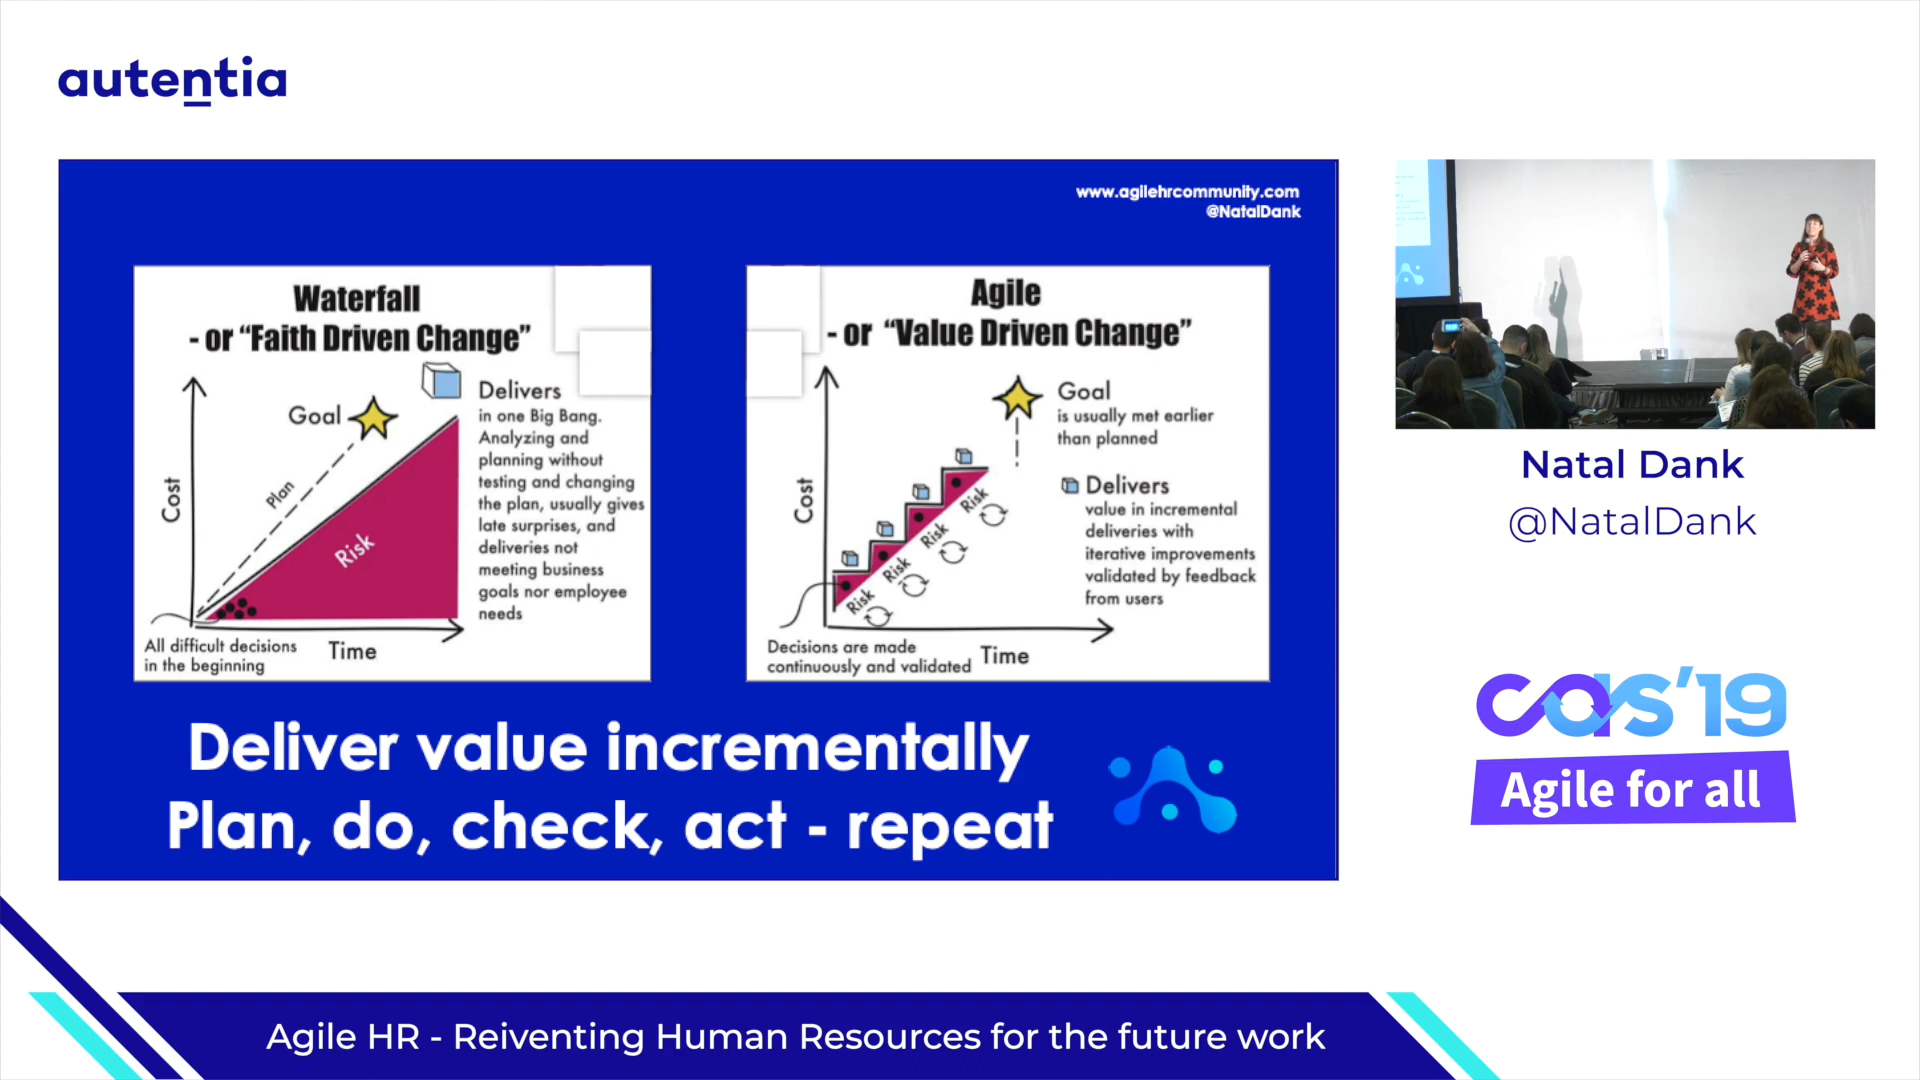 autentia
www.agilehrcommunity.com
@NatalDank
Waterfall
- or “Faith Driven Change”
Goal
Plan
Risk
Cost
Time
All difficult decisions
in the beginning
Delivers
in one Big Bang.
Analyzing and
planning without
testing and changing
the plan, usually gives
late surprises, and
deliveries not
meeting business
goals nor employee
needs
Agile
- or “Value Driven Change”
Goal
is usually met earlier
than planned
Delivers
value in incremental
deliveries with
iterative improvements
validated by feedback
from users
Cost
Risk
Risk
Risk
Risk
Decisions are made
continuously and validated
Time
Deliver value incrementally
Plan, do, check, act - repeat
Natal Dank
@NatalDank
cas'19
Agile for all
Agile HR - Reiventing Human Resources for the future work